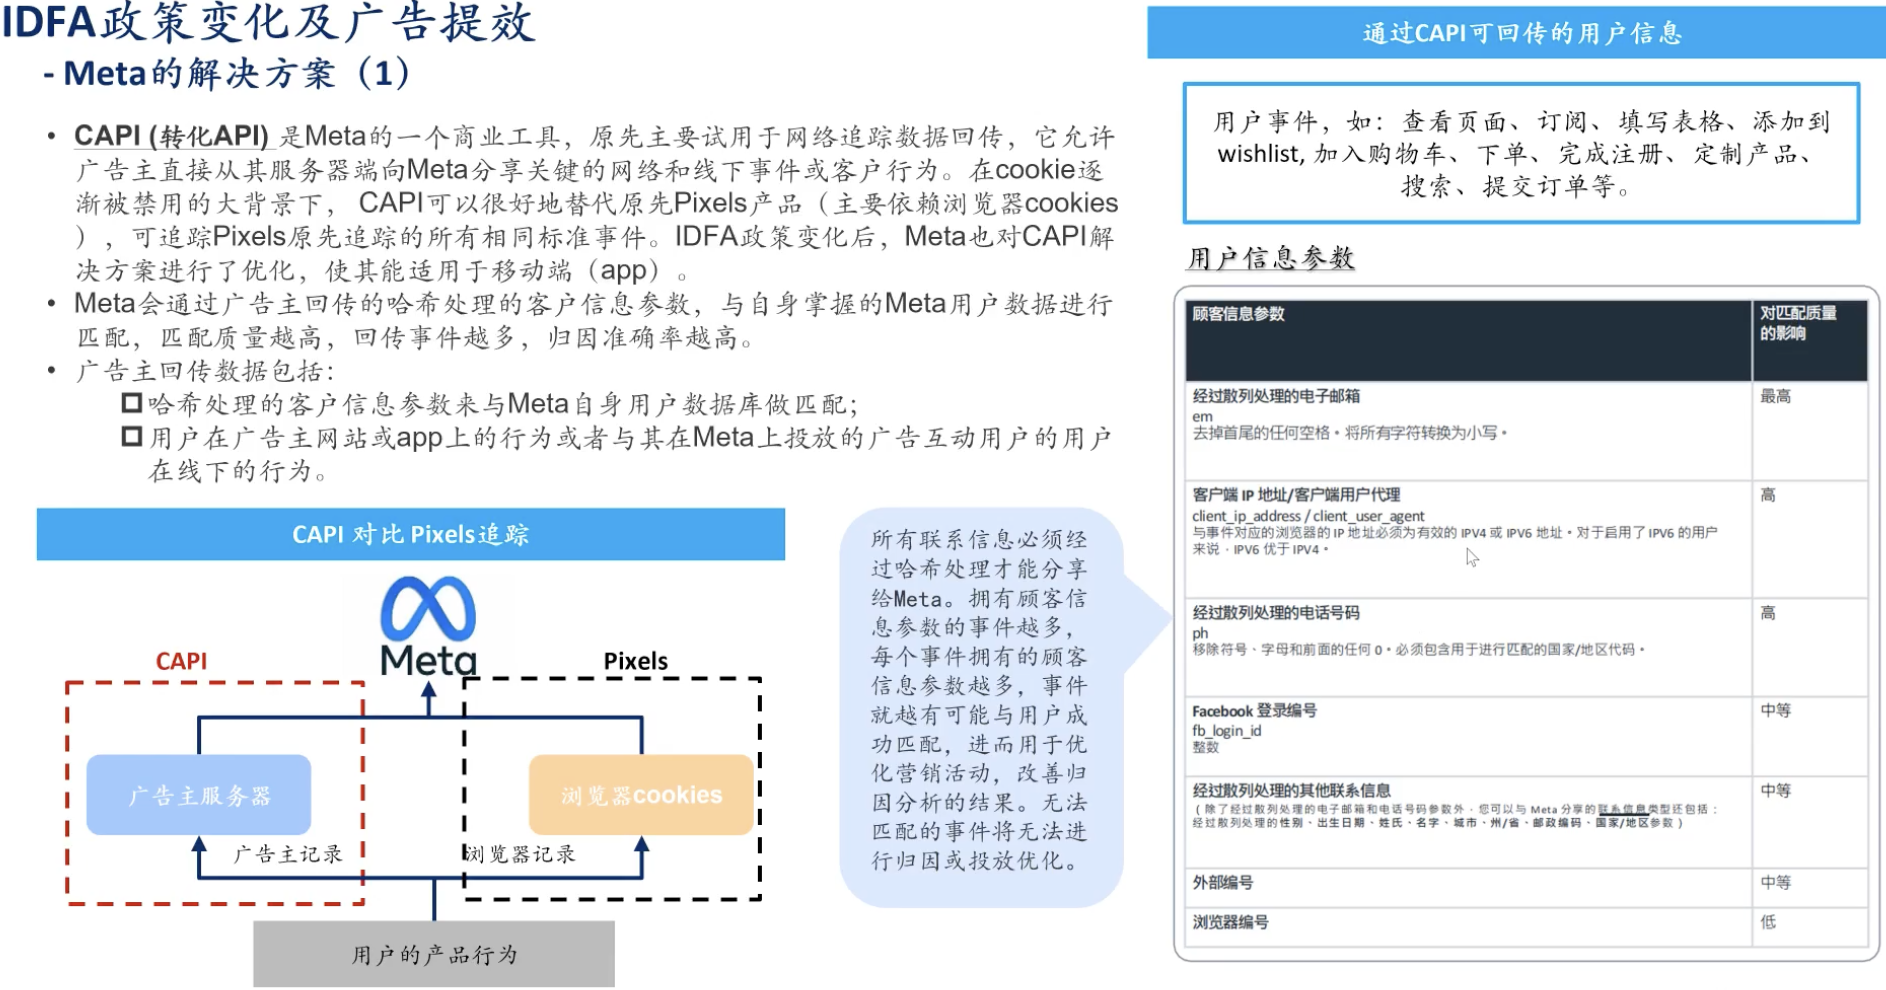 IDFA政策变化及广告提效
- Meta的解决方案（1）
• CAPI (转化API) 是Meta的一个商业工具，原先主要试用于网络追踪数据回传，它允许
广告主直接从其服务器端向Meta分享关键的网络和线下事件或客户行为。在cookie逐
渐被禁用的大背景下， CAPI可以很好地替代原先Pixels产品（主要依赖浏览器cookies
），可追踪Pixels原先追踪的所有相同标准事件。IDFA政策变化后，Meta也对CAPI解
决方案进行了优化，使其能适用于移动端（app）。
• Meta会通过广告主回传的哈希处理的客户信息参数，与自身掌握的Meta用户数据进行
匹配，匹配质量越高，回传事件越多，归因准确率越高。
• 广告主回传数据包括：
哈希处理的客户信息参数来与Meta自身用户数据库做匹配；
用户在广告主网站或app上的行为或者与其在Meta上投放的广告互动用户的用户
在线下的行为。
CAPI 对比 Pixels追踪
Meta
CAPI
Pixels
广告主服务器
浏览器cookies
广告主记录
浏览器记录
用户的产品行为
所有联系信息必须经
过哈希处理才能分享
给Meta。拥有顾客信
息参数的事件越多，
每个事件拥有的顾客
信息参数越多，事件
就越有可能与用户成
功匹配，进而用于优
化营销活动，改善归
因分析的结果。无法
匹配的事件将无法进
行归因或投放优化。
通过CAPI可回传的用户信息
用户事件，如：查看页面、订阅、填写表格、添加到
wishlist, 加入购物车、下单、完成注册、定制产品、
搜索、提交订单等。
用户信息参数
顾客信息参数
对匹配质量
的影响
经过散列处理的电子邮箱
最高
em
去掉首尾的任何空格。将所有字符转换为小写。
客户端 IP 地址/客户端用户代理
高
client_ip_address / client_user_agent
与事件对应的浏览器的 IP 地址必须为有效的 IPV4 或 IPV6 地址。对于启用了 IPV6 的用户
来说，IPV6 优于 IPV4。
经过散列处理的电话号码
高
ph
移除符号、字母和前面的任何 0。必须包含用于进行匹配的国家/地区代码。
Facebook 登录编号
中等
fb_login_id
整数
经过散列处理的其他联系信息
中等
（除了经过散列处理的电子邮箱和电话号码参数外，您可以与 Meta 分享的联系信息类型还包括：
经过散列处理的性别、出生日期、姓氏、名字、城市、州/省、邮政编码、国家/地区参数）
外部编号
中等
浏览器编号
低